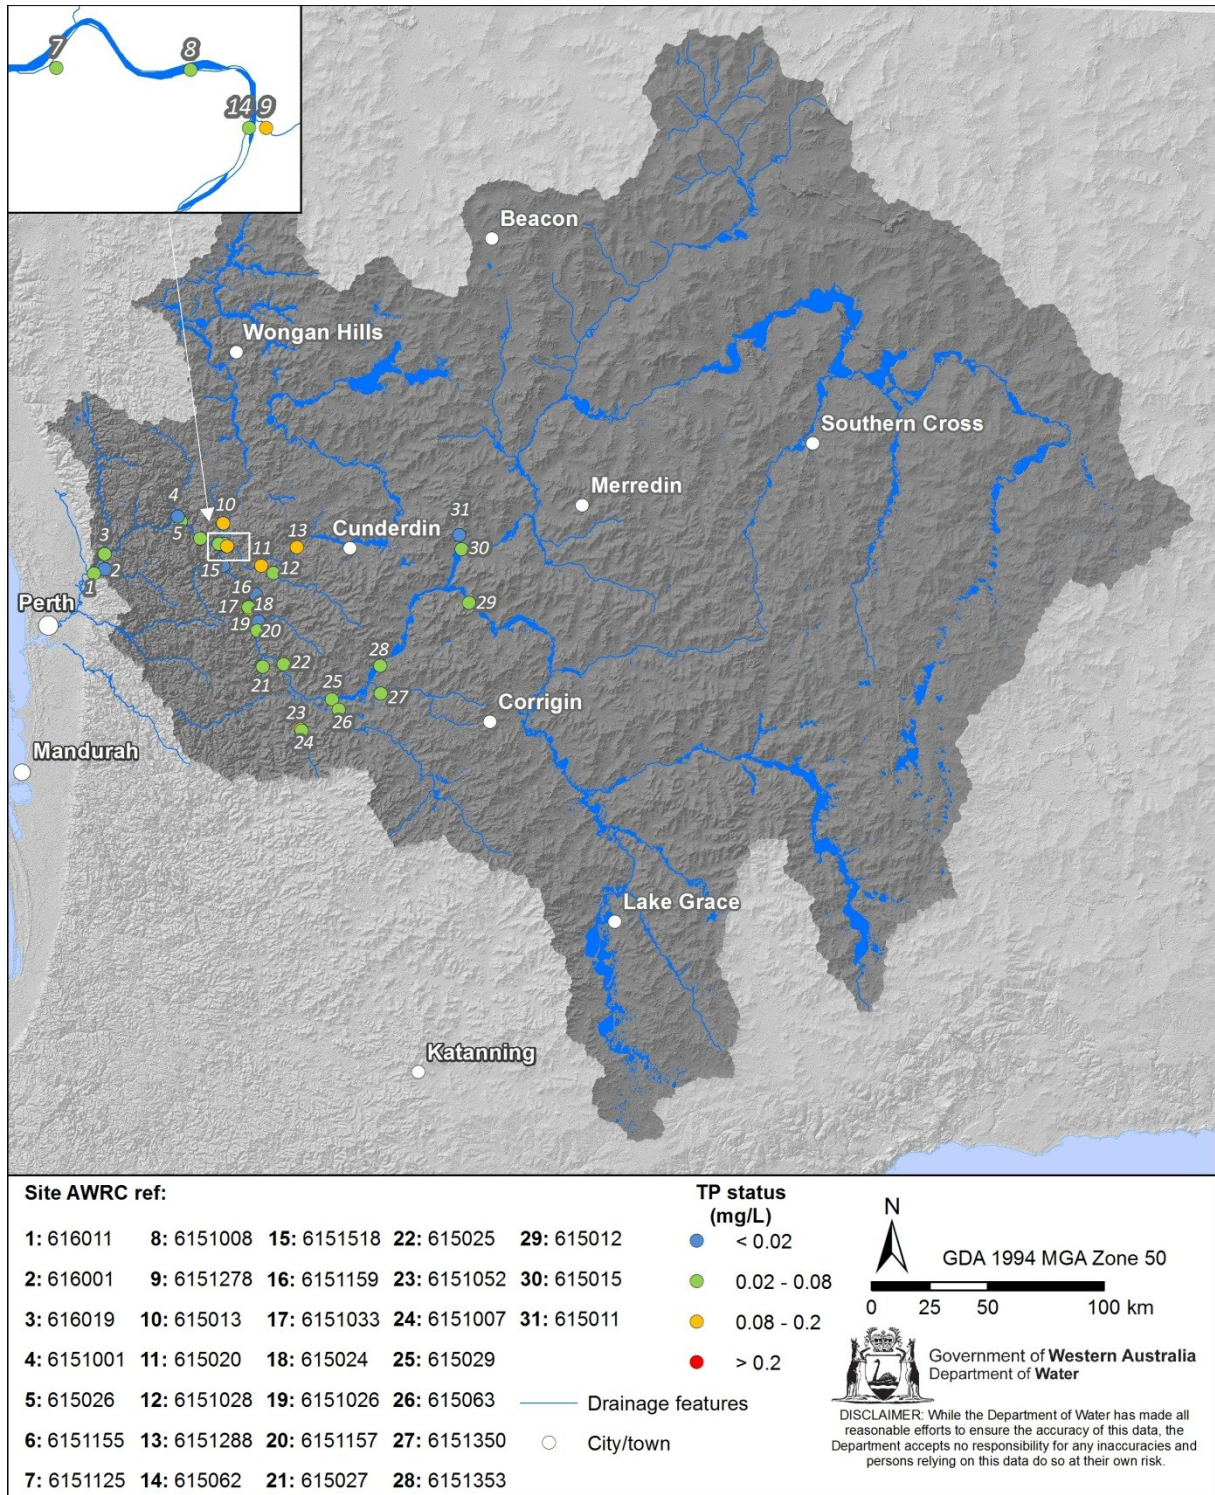 7
8
14 9
Beacon
Wongan Hills
Southern Cross
Merredin
4
10
31
5
13
Cunderdin
3
11
30
15
12
2
1
16
29
Perth
17
18
19
20
28
22
21
25
27
26
Corrigin
23
24
Mandurah
Lake Grace
Katanning
Site AWRC ref:
1: 616011 8: 6151008 15: 6151518 22: 615025 29: 615012
2: 616001 9: 6151278 16: 6151159 23: 6151052 30: 615015
3: 616019 10: 615013 17: 6151033 24: 6151007 31: 615011
4: 6151001 11: 615020 18: 615024 25: 615029
5: 615026 12: 6151028 19: 6151026 26: 615063
6: 6151155 13: 6151288 20: 6151157 27: 6151350
7: 6151125 14: 615062 21: 615027 28: 6151353
TP status
(mg/L)
< 0.02
0.02 - 0.08
0.08 - 0.2
> 0.2
Drainage features
City/town
N
GDA 1994 MGA Zone 50
0 25 50 100 km
Government of Western Australia
Department of Water
DISCLAIMER: While the Department of Water has made all
reasonable efforts to ensure the accuracy of this data, the
Department accepts no responsibility for any inaccuracies and
persons relying on this data do so at their own risk.